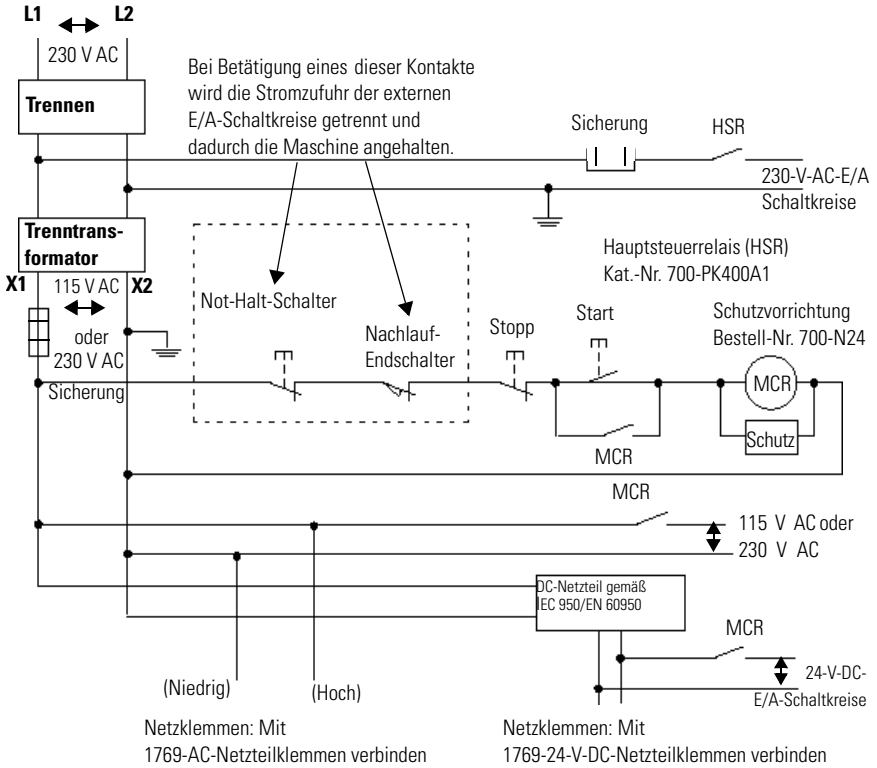 L1 L2
230 V AC
Trennen
Bei Betätigung eines dieser Kontakte
wird die Stromzufuhr der externen
E/A-Schaltkreise getrennt und
dadurch die Maschine angehalten.
Sicherung
HSR
230-V-AC-E/A
Schaltkreise
Trenntrans-
formator
X1 115 V AC X2
oder
230 V AC
Sicherung
Not-Halt-Schalter
Nachlauf-
Endschalter
Stopp
Start
Hauptsteuerrelais (HSR)
Kat.-Nr. 700-PK400A1
Schutzvorrichtung
Bestell-Nr. 700-N24
MCR
Schutz
MCR
MCR
115 V AC oder
230 V AC
DC-Netzteil gemäß
IEC 950/EN 60950
MCR
24-V-DC-
E/A-Schaltkreise
(Niedrig)
(Hoch)
Netzklemmen: Mit
1769-AC-Netzteilklemmen verbinden
Netzklemmen: Mit
1769-24-V-DC-Netzteilklemmen verbinden